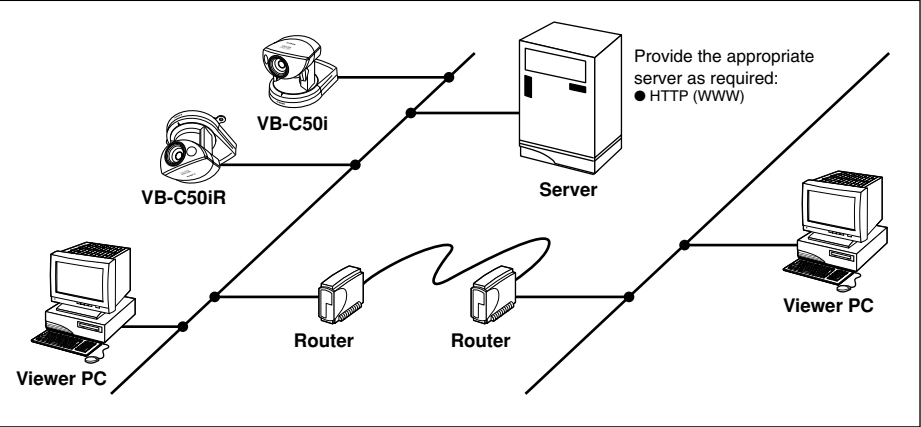 Provide the appropriate
server as required:
● HTTP (WWW)
VB-C50i
VB-C50iR
Server
Viewer PC
Router
Router
Viewer PC